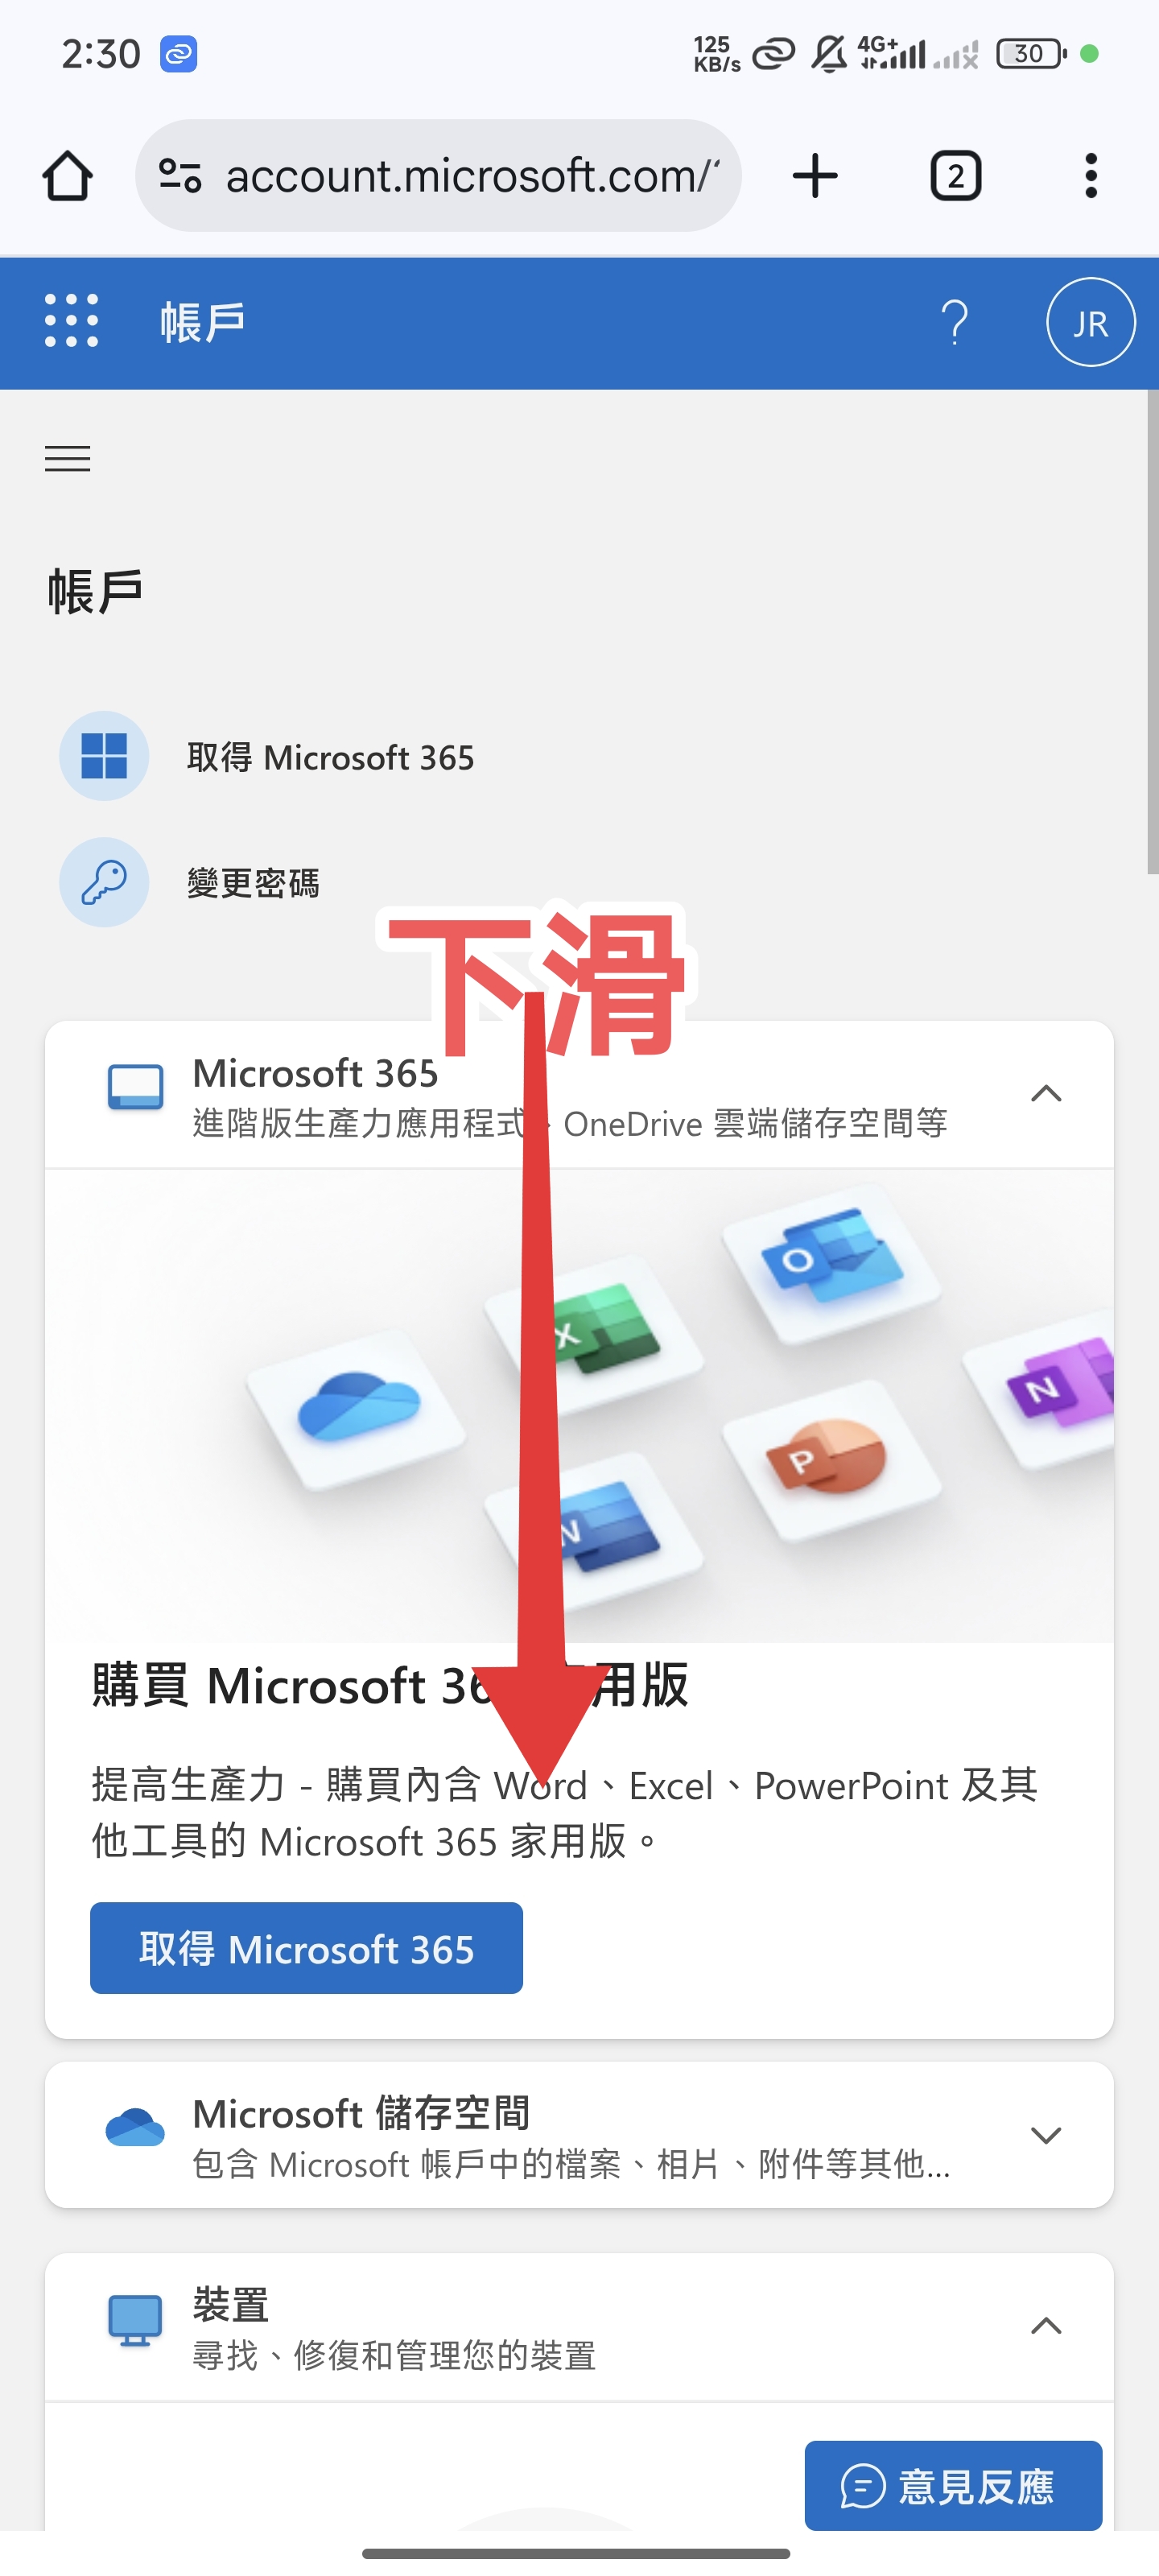 2:30
125
KB/s
4G+
30
account.microsoft.com/
2
帳戶
?
JR
帳戶
取得 Microsoft 365
變更密碼
下滑
Microsoft 365
進階版生產力應用程式、OneDrive 雲端儲存空間等
O
X
N
P
購買 Microsoft 36 用版
提高生產力 - 購買內含 Word、Excel、PowerPoint 及其
他工具的 Microsoft 365 家用版。
取得 Microsoft 365
Microsoft 儲存空間
包含 Microsoft 帳戶中的檔案、相片、附件等其他...
裝置
尋找、修復和管理您的裝置
意見反應